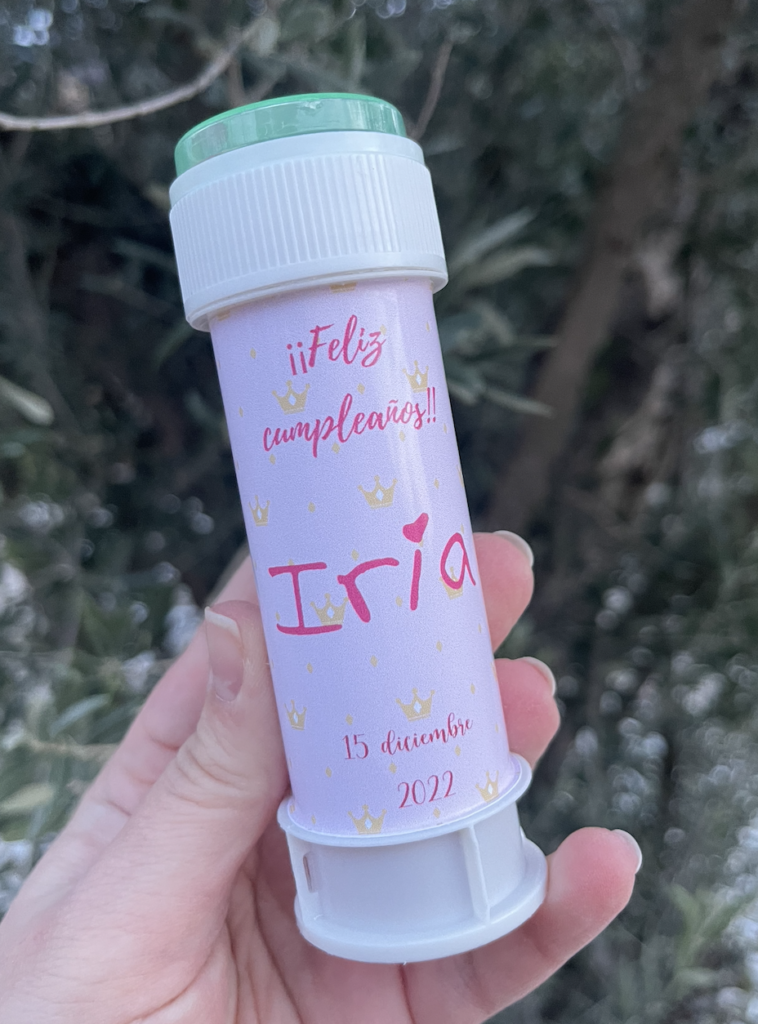 ¡¡Feliz
cumpleaños!!
Iria
15 diciembre
2022